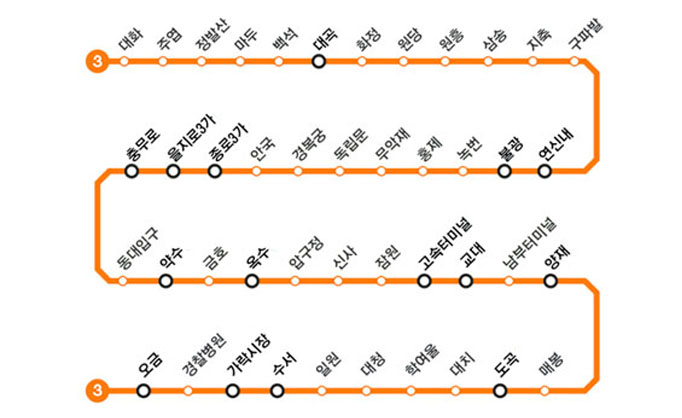 3 대화 주엽 정발산 마두 백석 대곡 화정 원당 원흥 삼송 지축 구파발
충무로 을지로3가 종로3가 안국 경복궁 독립문 무악재 홍제 녹번 불광 연신내
동대입구 약수 금호 옥수 압구정 신사 잠원 고속터미널 교대 남부터미널 양재
3 오금 경찰병원 가락시장 수서 일원 대청 학여울 대치 도곡 매봉